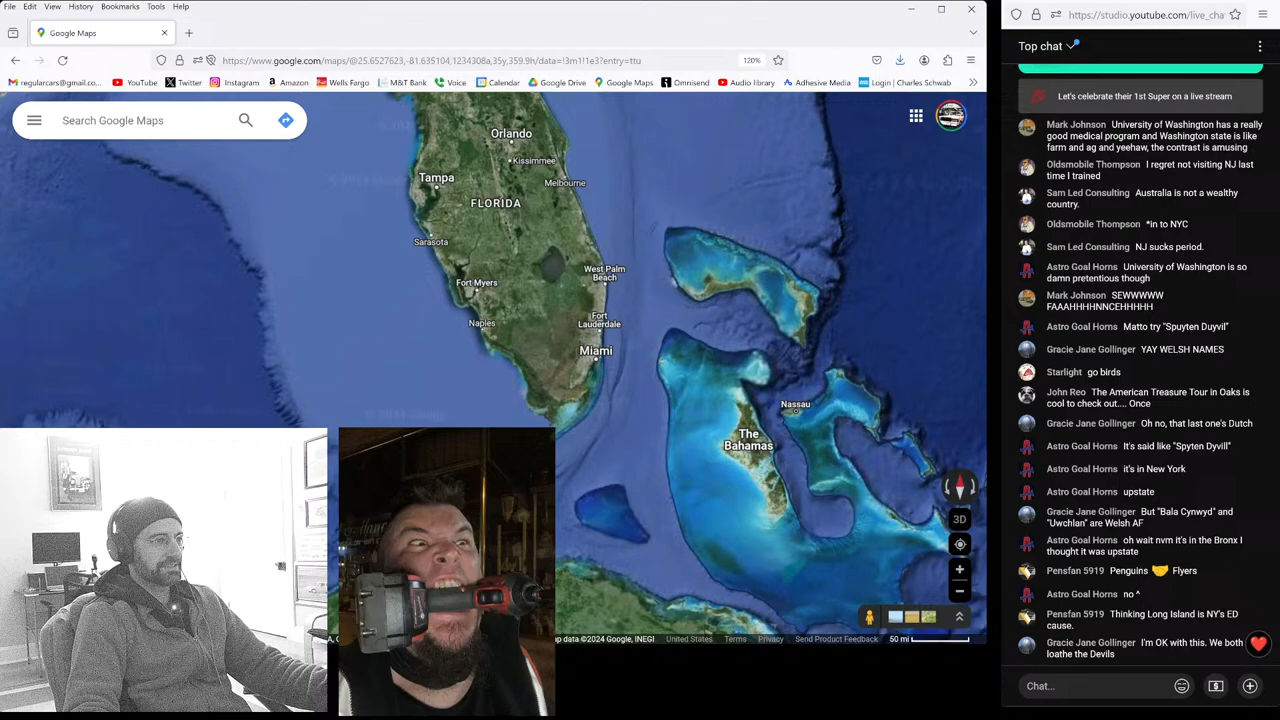 File Edit View History Bookmarks Tools Help
Google Maps
https://www.google.com/maps/@250527623,-81.635104,1234308a,35y,359.9h/data=!3m1!1e3?entry=ttu
120%
regularcars@gmail.co... YouTube Twitter Instagram Amazon Wells Fargo M&T Bank Voice Calendar Google Drive Google Maps Omnisend Audio library Adhesive Media Login | Charles Schwab
Search Google Maps
Orlando
Kissimmee
Tampa
Melbourne
FLORIDA
Sarasota
West Palm
Beach
Fort Myers
Fort
Lauderdale
Naples
Miami
Nassau
The
Bahamas
3D
Map data ©2024 Google, INEGI United States Terms Privacy Send Product Feedback 50 mi
https://studio.youtube.com/live_cha
Top chat
Let's celebrate their 1st Super on a live stream
Mark Johnson University of Washington has a really
good medical program and Washington state is like
farm and ag and yeehaw, the contrast is amusing
Oldsmobile Thompson I regret not visiting NJ last
time I trained
Sam Led Consulting Australia is not a wealthy
country.
Oldsmobile Thompson *in to NYC
Sam Led Consulting NJ sucks period.
Astro Goal Horns University of Washington is so
damn pretentious though
Mark Johnson SEWWWWW
FAAAHHHHNNCEHHHHH
Astro Goal Horns Matto try "Spuyten Duyvil"
Gracie Jane Gollinger YAY WELSH NAMES
Starlight go birds
John Reo The American Treasure Tour in Oaks is
cool to check out.... Once
Gracie Jane Gollinger Oh no, that last one's Dutch
Astro Goal Horns It's said like "Spyten Dyvill"
Astro Goal Horns it's in New York
Astro Goal Horns upstate
Gracie Jane Gollinger But "Bala Cynwyd" and
"Uwchlan" are Welsh AF
Astro Goal Horns oh wait nvm it's in the Bronx I
thought it was upstate
Pensfan 5919 Penguins 🤝 Flyers
Astro Goal Horns no ^
Pensfan 5919 Thinking Long Island is NY's ED
cause.
Gracie Jane Gollinger I'm OK with this. We both
loathe the Devils
Chat...